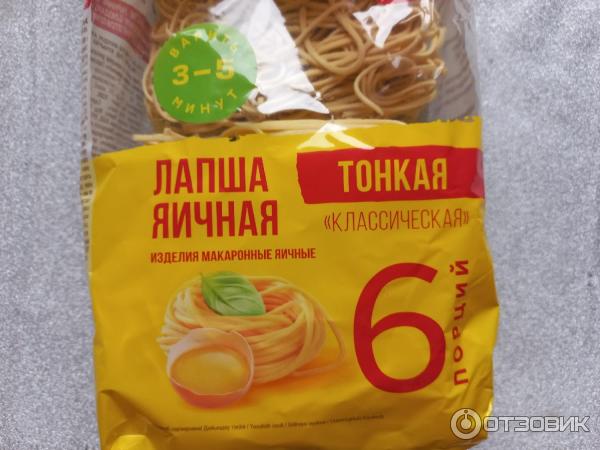 ВАРИТЬ
3–5
МИНУТ
ЛАПША
ЯИЧНАЯ
ТОНКАЯ
«КЛАССИЧЕСКАЯ»
ИЗДЕЛИЯ МАКАРОННЫЕ ЯИЧНЫЕ
6
порций
ОТЗОВИК